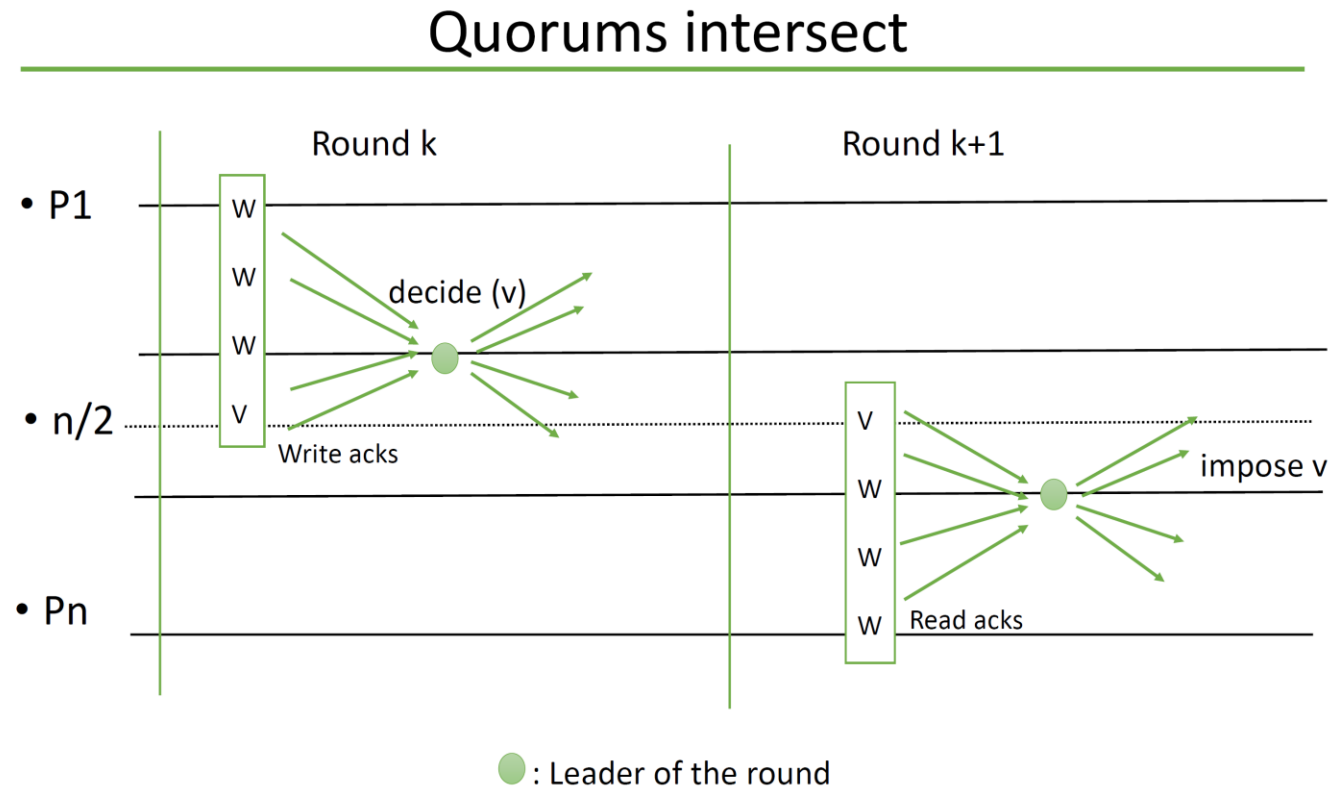 Quorums intersect
Round k
Round k+1
• P1
W
W
decide (v)
W
• n/2
V
Write acks
V
W
impose v
W
• Pn
W
Read acks
: Leader of the round